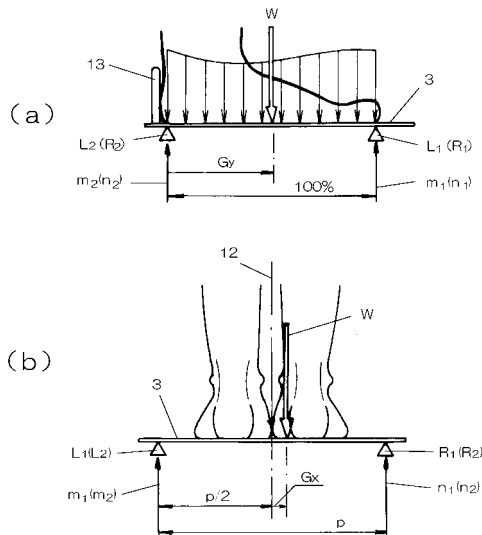 (a)
W
13
3
L2(R2)
L1(R1)
Gy
m2(n2)
100%
m1(n1)
12
W
(b)
3
L1(L2)
R1(R2)
Gx
m1(m2)
p/2
n1(n2)
p